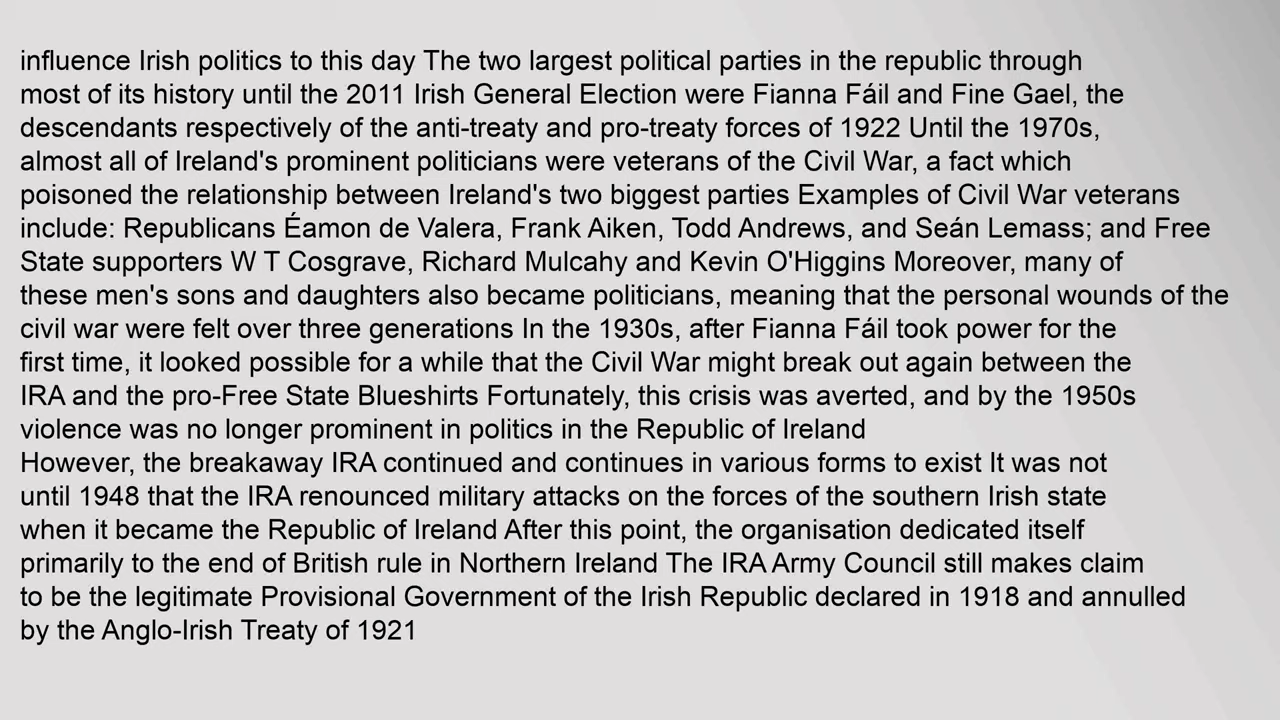 influence Irish politics to this day The two largest political parties in the republic through
most of its history until the 2011 Irish General Election were Fianna Fáil and Fine Gael, the
descendants respectively of the anti-treaty and pro-treaty forces of 1922 Until the 1970s,
almost all of Ireland's prominent politicians were veterans of the Civil War, a fact which
poisoned the relationship between Ireland's two biggest parties Examples of Civil War veterans
include: Republicans Éamon de Valera, Frank Aiken, Todd Andrews, and Seán Lemass; and Free
State supporters W T Cosgrave, Richard Mulcahy and Kevin O'Higgins Moreover, many of
these men's sons and daughters also became politicians, meaning that the personal wounds of the
civil war were felt over three generations In the 1930s, after Fianna Fáil took power for the
first time, it looked possible for a while that the Civil War might break out again between the
IRA and the pro-Free State Blueshirts Fortunately, this crisis was averted, and by the 1950s
violence was no longer prominent in politics in the Republic of Ireland
However, the breakaway IRA continued and continues in various forms to exist It was not
until 1948 that the IRA renounced military attacks on the forces of the southern Irish state
when it became the Republic of Ireland After this point, the organisation dedicated itself
primarily to the end of British rule in Northern Ireland The IRA Army Council still makes claim
to be the legitimate Provisional Government of the Irish Republic declared in 1918 and annulled
by the Anglo-Irish Treaty of 1921